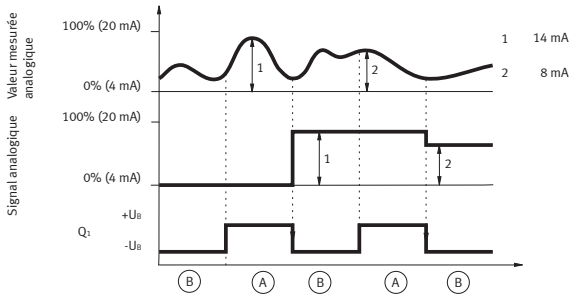 Valeur mesurée
analogique
100% (20 mA)
0% (4 mA)
1
2
1 14 mA
2 8 mA
Signal analogique
100% (20 mA)
0% (4 mA)
1
2
Q1
+UB
-UB
B A B A B